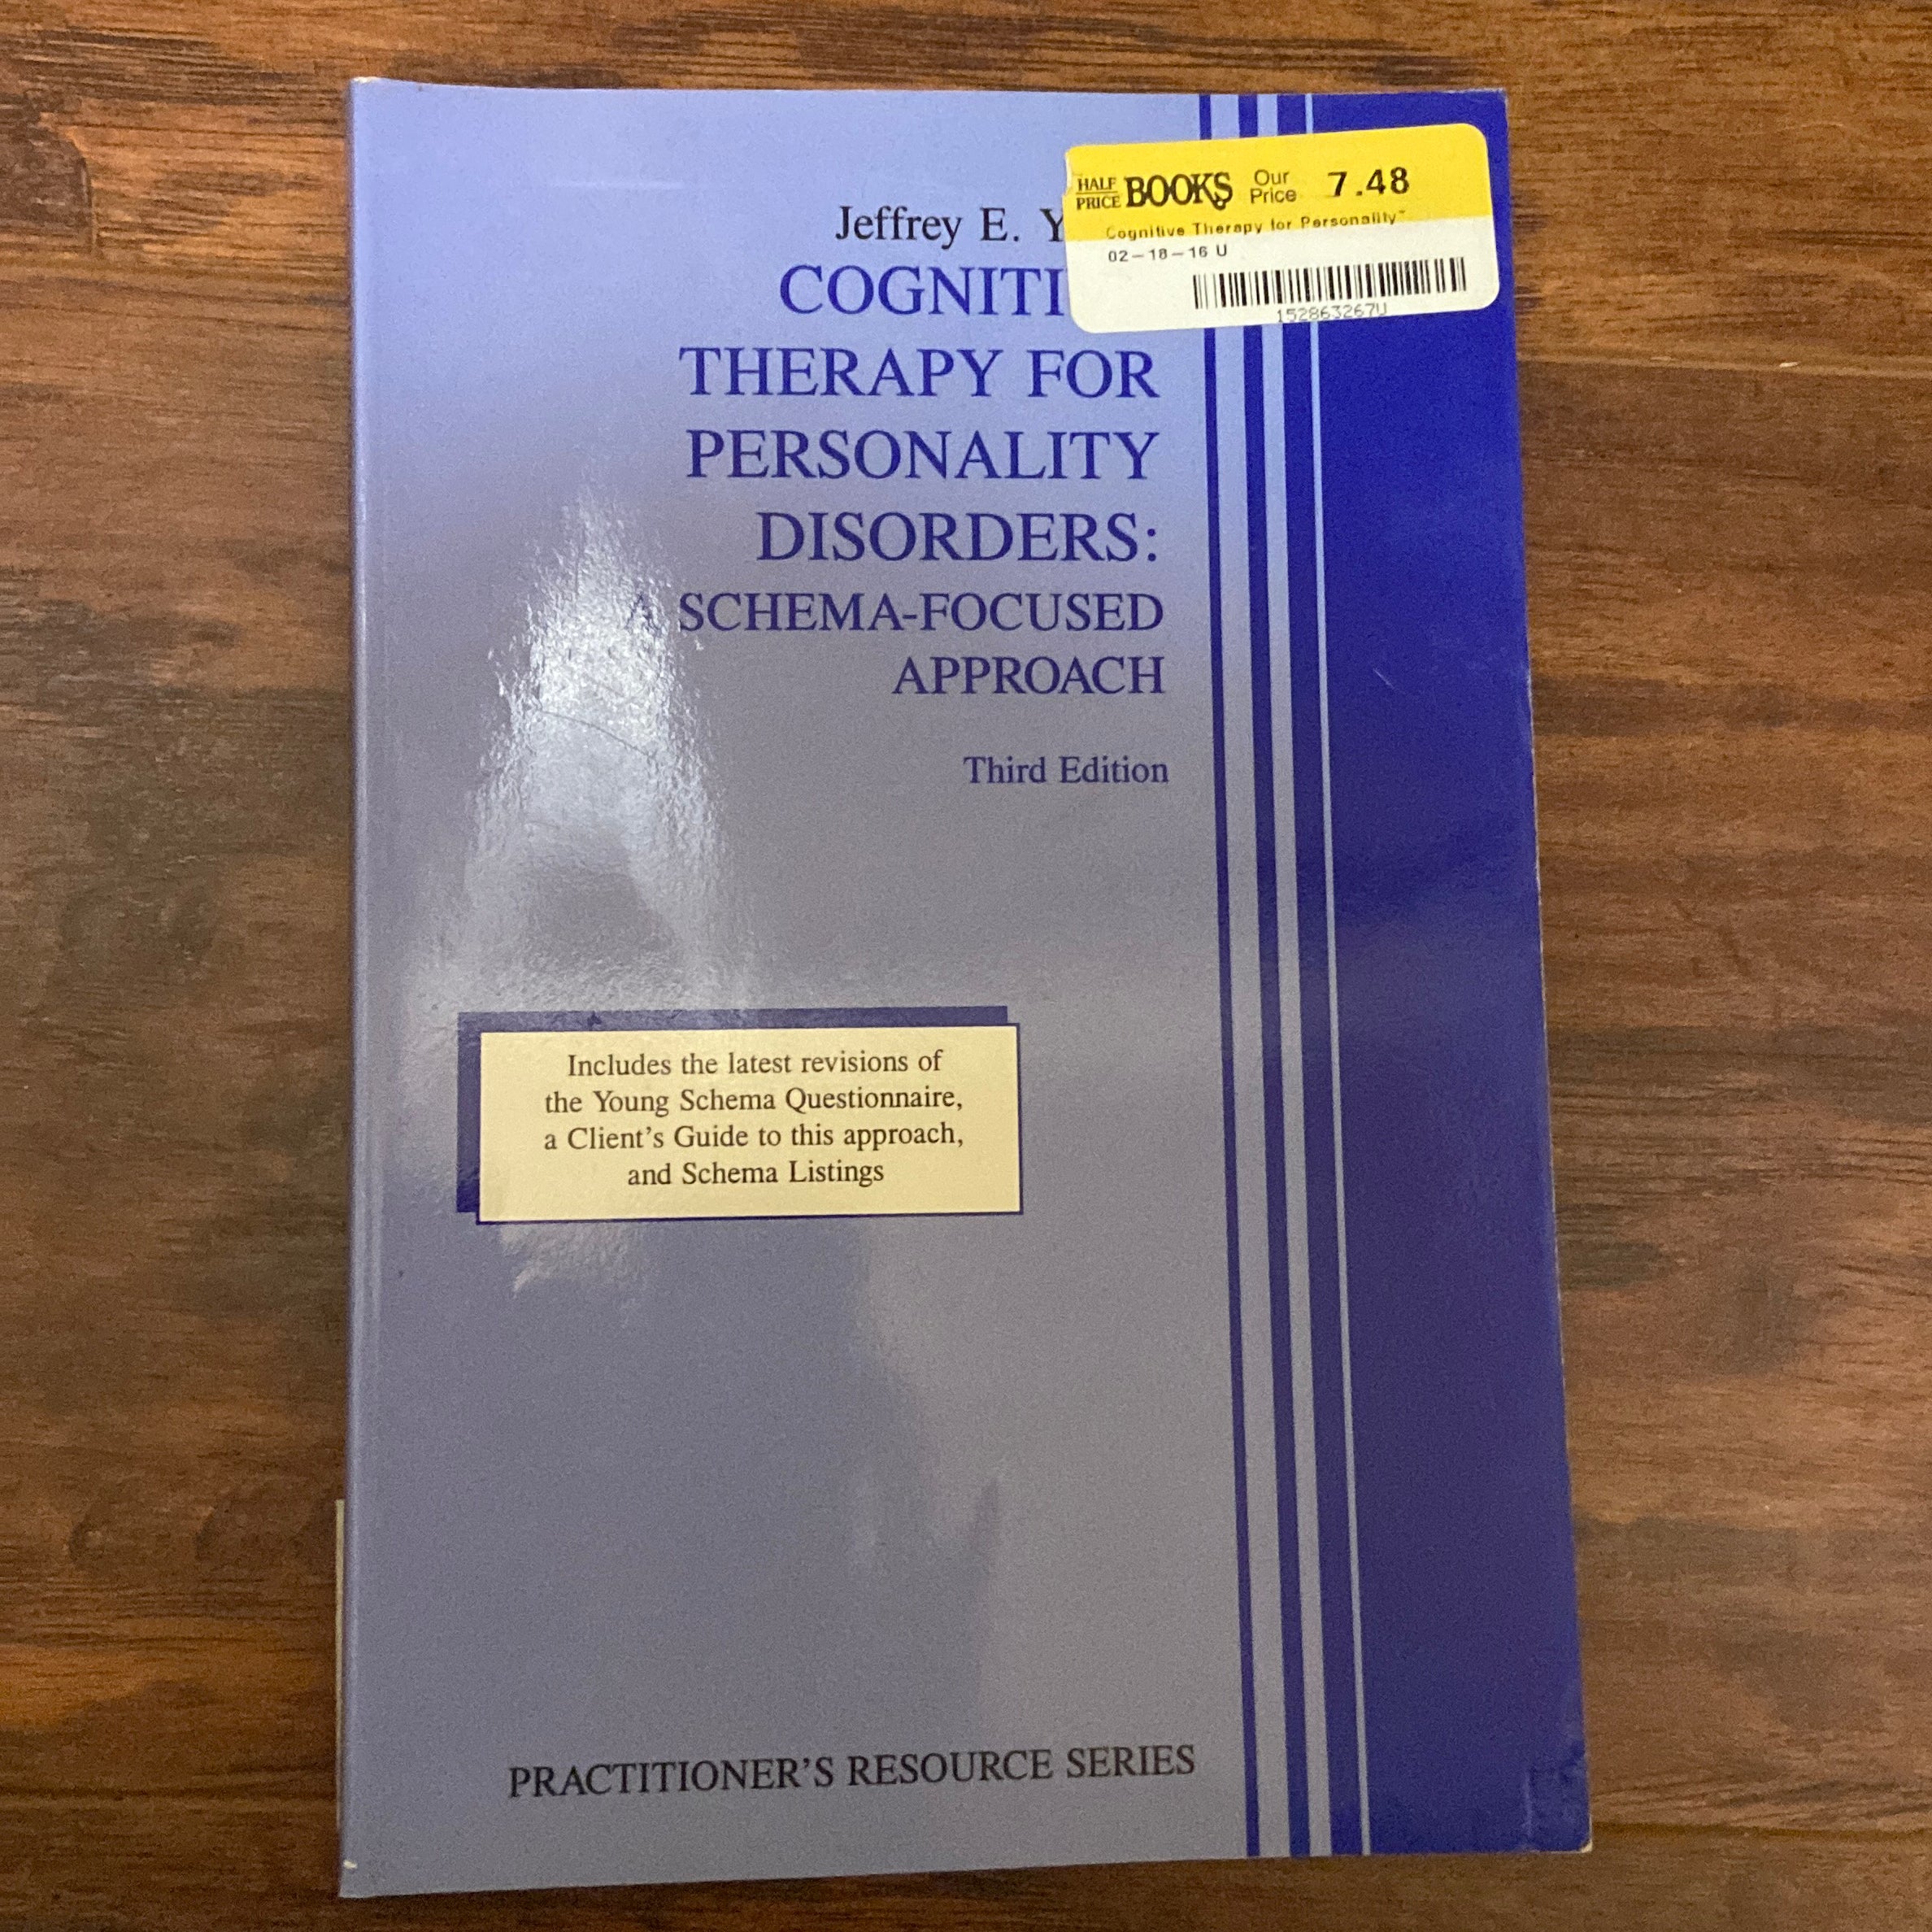 HALF PRICE BOOKS Our Price 7.48
Cognitive Therapy for Personality
02-18-16 U
152863267U
Jeffrey E. Y
COGNITI
THERAPY FOR
PERSONALITY
DISORDERS:
A SCHEMA-FOCUSED
APPROACH
Third Edition
Includes the latest revisions of
the Young Schema Questionnaire,
a Client's Guide to this approach,
and Schema Listings
PRACTITIONER'S RESOURCE SERIES